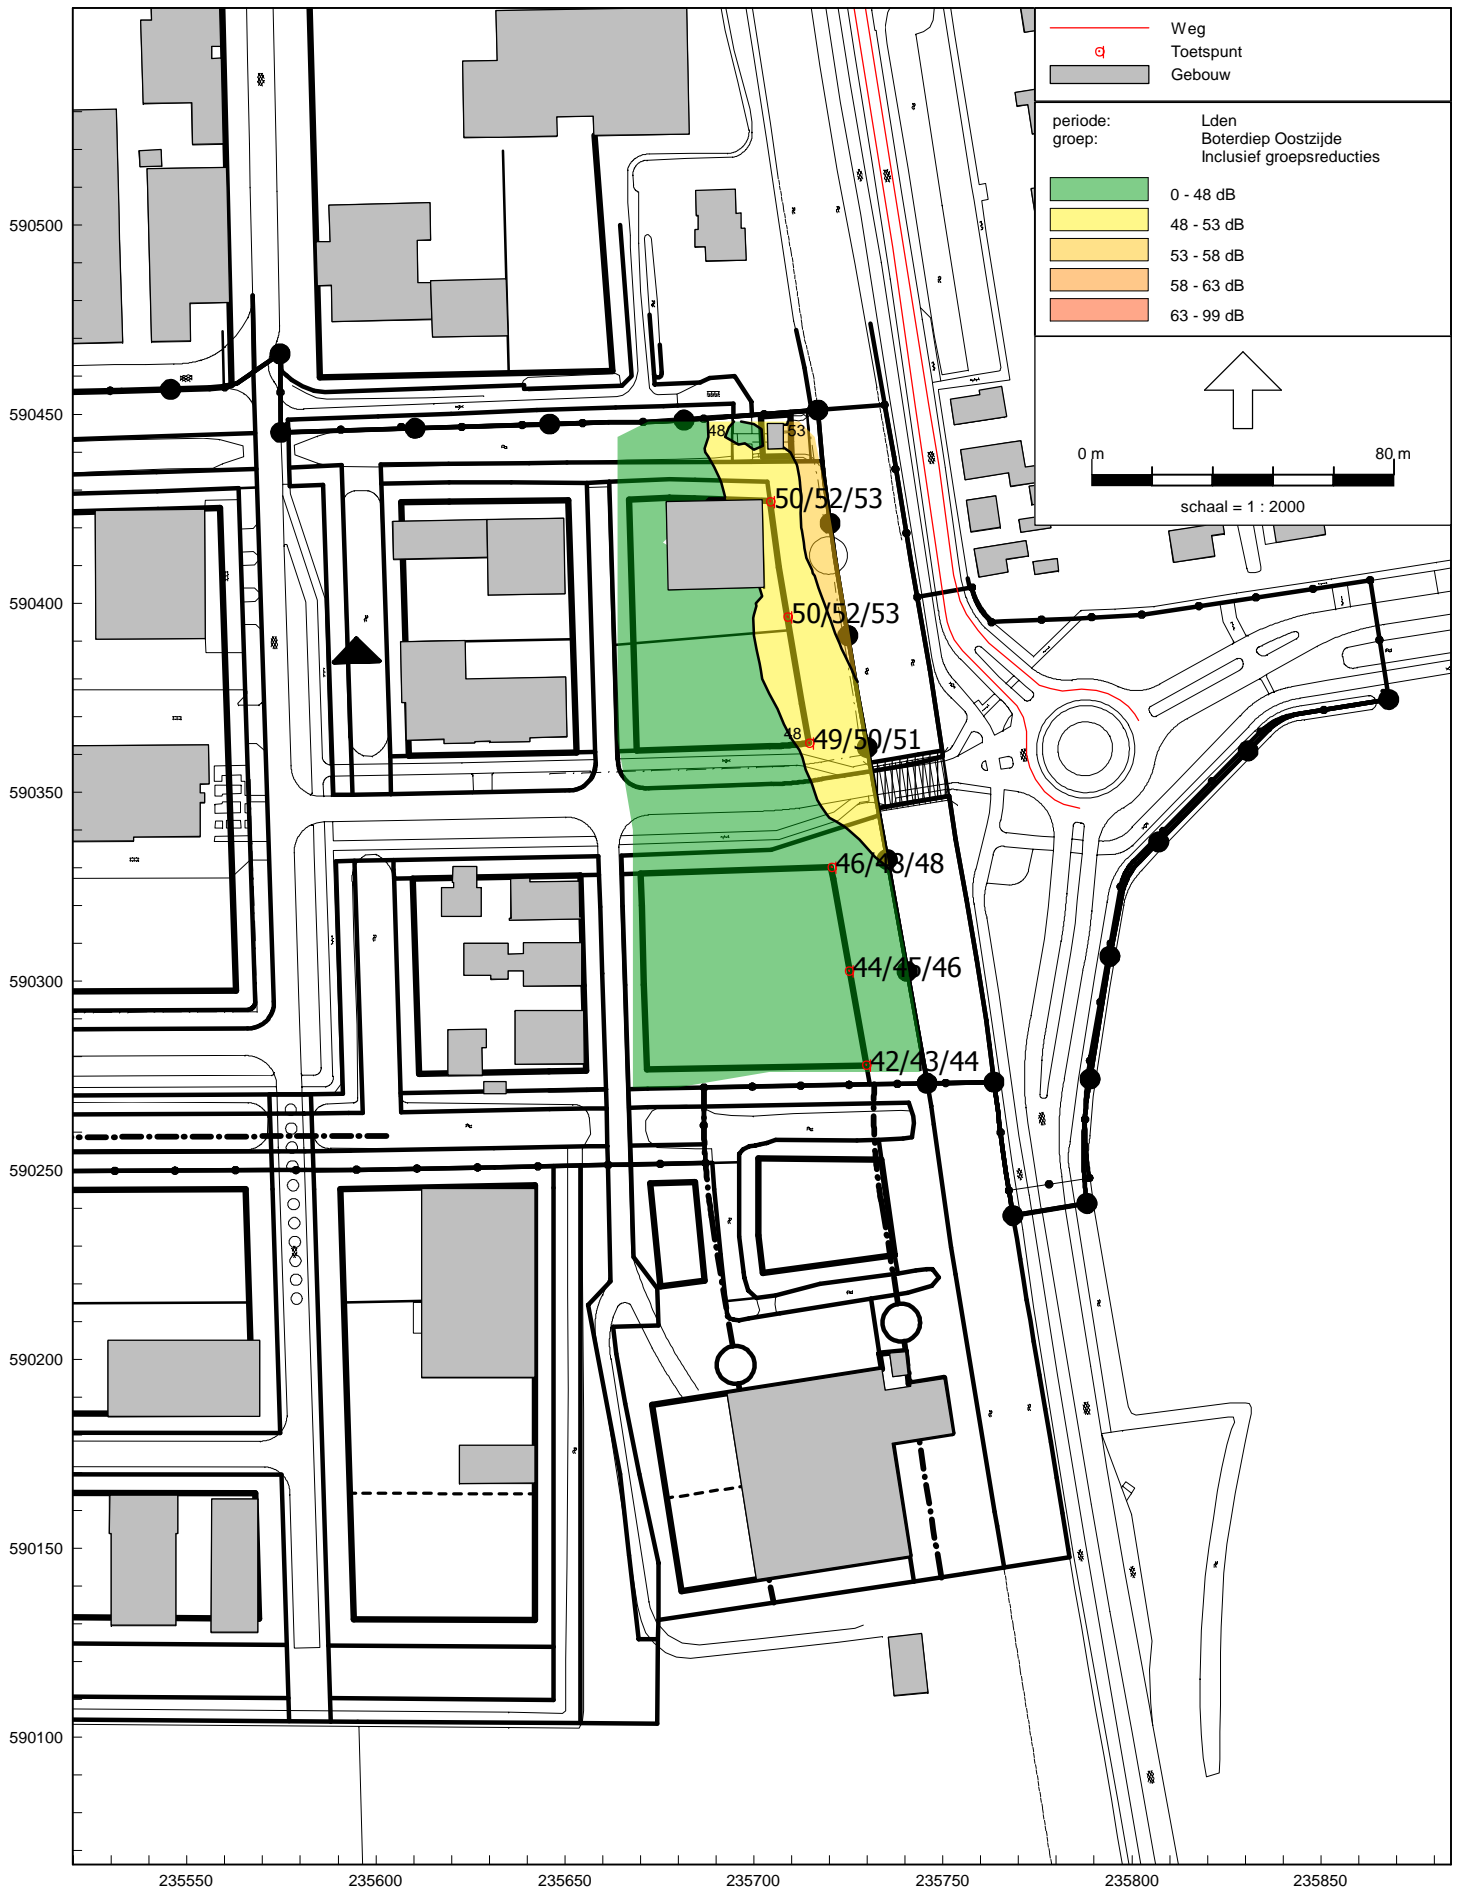 Weg
Toetspunt
Gebouw
periode: Lden
groep: Boterdiep Oostzijde
Inclusief groepsreducties
0 - 48 dB
48 - 53 dB
53 - 58 dB
58 - 63 dB
63 - 99 dB
0 m 80 m
schaal = 1 : 2000
590500
590450
590400
590350
590300
590250
590200
590150
590100
48
53
50/52/53
50/52/53
48
49/50/51
46/48/48
44/45/46
42/43/44
235550
235600
235650
235700
235750
235800
235850